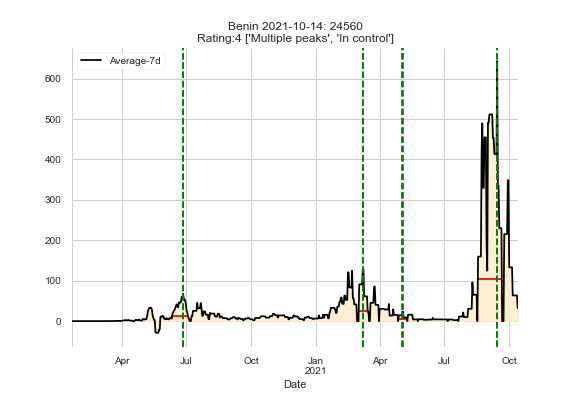 Benin 2021-10-14: 24560
Rating:4 ['Multiple peaks', 'In control']
Average-7d
600
500
400
300
200
100
0
Apr Jul Oct Jan Apr Jul Oct
2021
Date